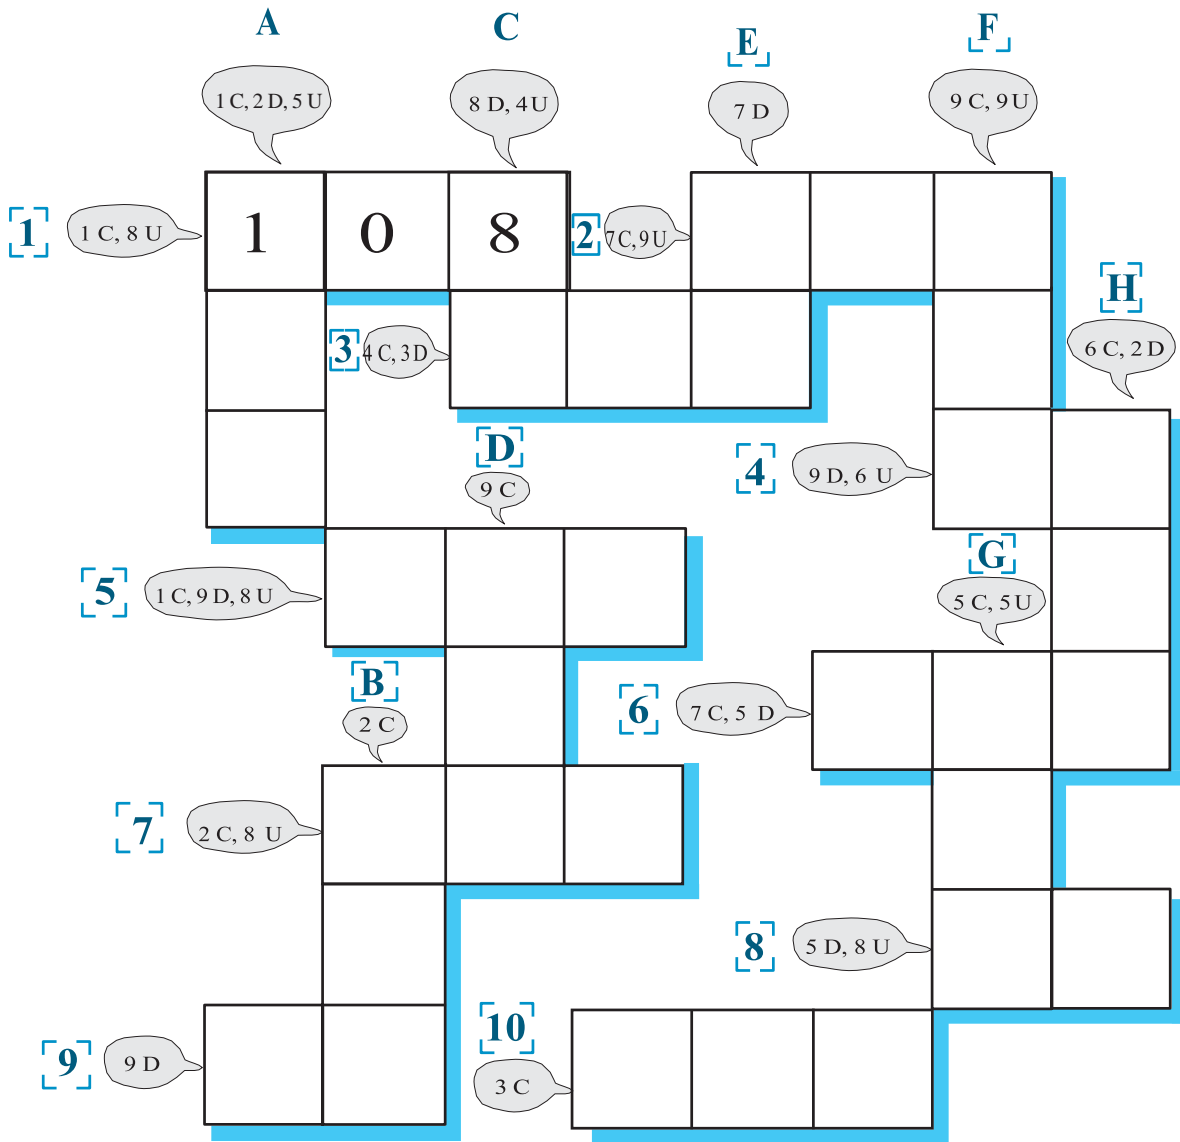 A C E F
1 C, 2 D, 5 U 8 D, 4 U 7 D 9 C, 9 U
1 1 C, 8 U 1 0 8 2 7 C, 9 U
H
3 4 C, 3 D 6 C, 2 D
D
4 9 D, 6 U
9 C
G
5 1 C, 9 D, 8 U 5 C, 5 U
B
6 7 C, 5 D
2 C
7 2 C, 8 U
8 5 D, 8 U
10
9 9 D
3 C